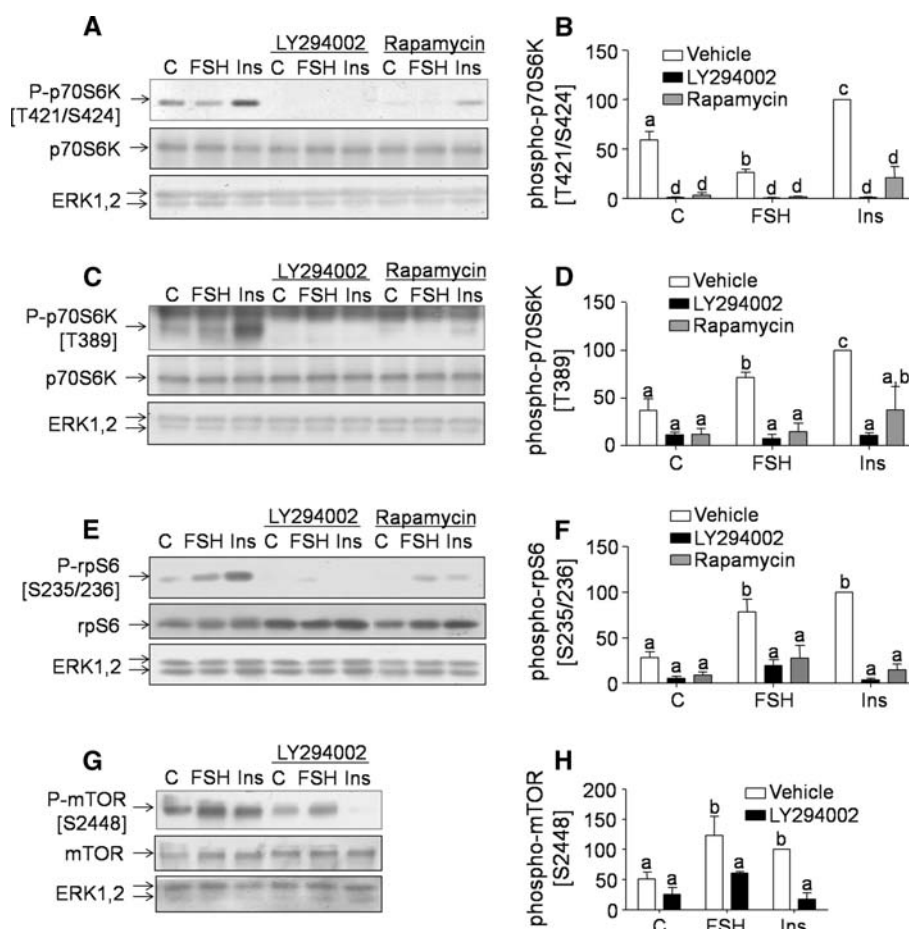 A
LY294002 Rapamycin
C FSH Ins C FSH Ins C FSH Ins
P-p70S6K
[T421/S424]
p70S6K
ERK1,2
B
Vehicle
LY294002
Rapamycin
phospho-p70S6K
[T421/S424]
150
100
50
0
a d d b d d c d d
C FSH Ins
C
LY294002 Rapamycin
C FSH Ins C FSH Ins C FSH Ins
P-p70S6K
[T389]
p70S6K
ERK1,2
D
Vehicle
LY294002
Rapamycin
phospho-p70S6K
[T389]
150
100
50
0
a a a b a a c a a,b
C FSH Ins
E
LY294002 Rapamycin
C FSH Ins C FSH Ins C FSH Ins
P-rpS6
[S235/236]
rpS6
ERK1,2
F
Vehicle
LY294002
Rapamycin
phospho-rpS6
[S235/236]
150
100
50
0
a a a b a a b a a
C FSH Ins
G
LY294002
C FSH Ins C FSH Ins
P-mTOR
[S2448]
mTOR
ERK1,2
H
Vehicle
LY294002
phospho-mTOR
[S2448]
200
150
100
50
0
a a b a b a
C FSH Ins